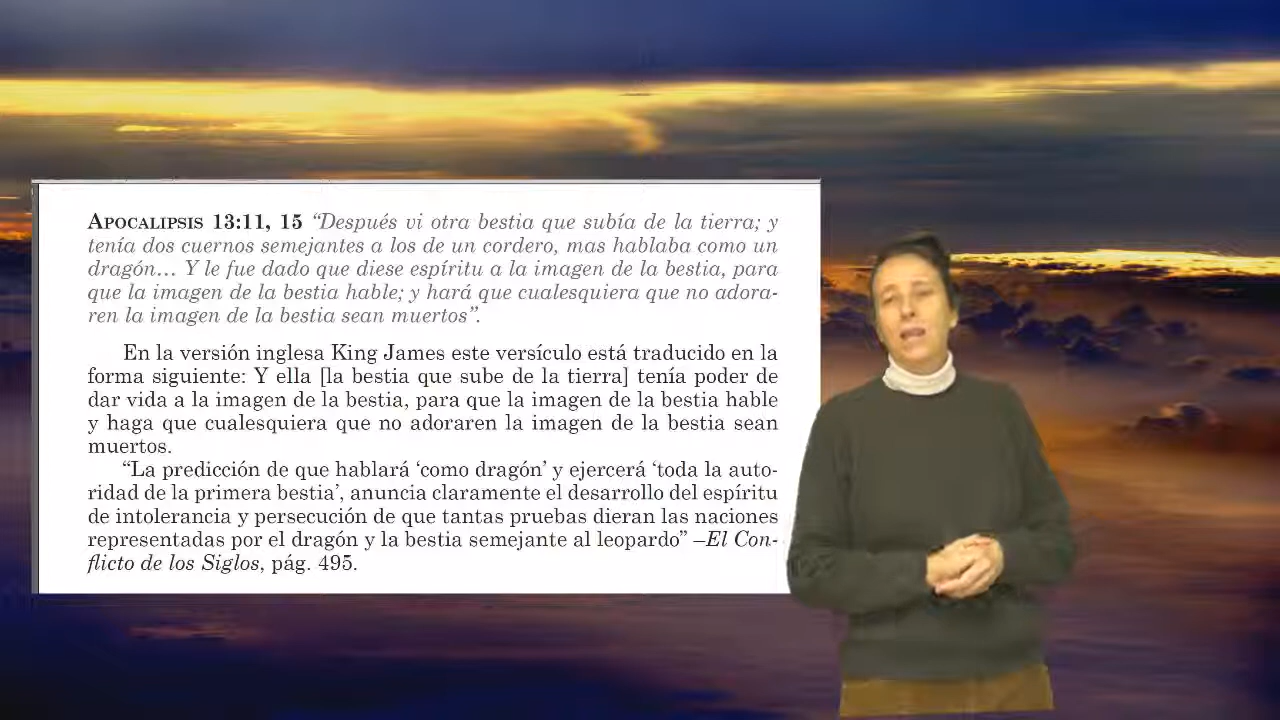 APOCALIPSIS 13:11, 15 “Después vi otra bestia que subía de la tierra; y
tenía dos cuernos semejantes a los de un cordero, mas hablaba como un
dragón… Y le fue dado que diese espíritu a la imagen de la bestia, para
que la imagen de la bestia hable; y hará que cualesquiera que no adora-
ren la imagen de la bestia sean muertos”.
En la versión inglesa King James este versículo está traducido en la
forma siguiente: Y ella [la bestia que sube de la tierra] tenía poder de
dar vida a la imagen de la bestia, para que la imagen de la bestia hable
y haga que cualesquiera que no adoraren la imagen de la bestia sean
muertos.
“La predicción de que hablará ‘como dragón’ y ejercerá ‘toda la auto-
ridad de la primera bestia’, anuncia claramente el desarrollo del espíritu
de intolerancia y persecución de que tantas pruebas dieran las naciones
representadas por el dragón y la bestia semejante al leopardo” –El Con-
flicto de los Siglos, pág. 495.